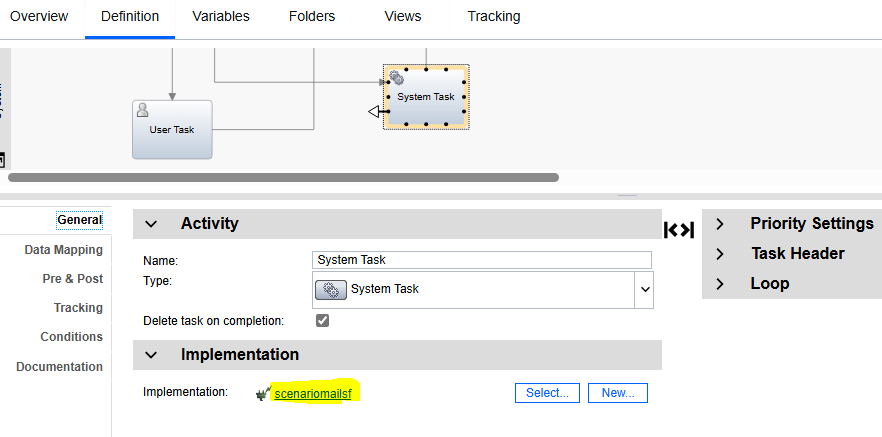 Overview Definition Variables Folders Views Tracking
System Task
User Task
General
Data Mapping
Pre & Post
Tracking
Conditions
Documentation
Activity
Name: System Task
Type: System Task
Delete task on completion:
Implementation
Implementation: scenariomailsf Select... New...
Priority Settings
Task Header
Loop